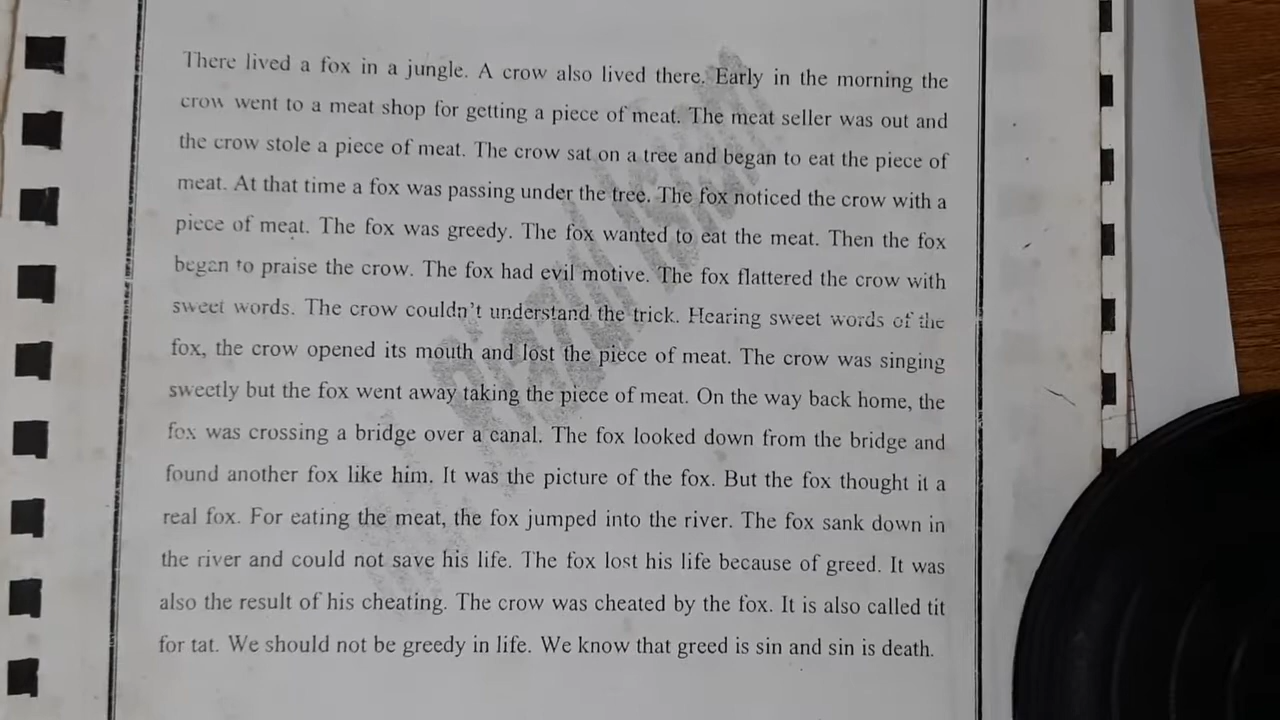 There lived a fox in a jungle. A crow also lived there. Early in the morning the
crow went to a meat shop for getting a piece of meat. The meat seller was out and
the crow stole a piece of meat. The crow sat on a tree and began to eat the piece of
meat. At that time a fox was passing under the tree. The fox noticed the crow with a
piece of meat. The fox was greedy. The fox wanted to eat the meat. Then the fox
began to praise the crow. The fox had evil motive. The fox flattered the crow with
sweet words. The crow couldn't understand the trick. Hearing sweet words of the
fox, the crow opened its mouth and lost the piece of meat. The crow was singing
sweetly but the fox went away taking the piece of meat. On the way back home, the
fox was crossing a bridge over a canal. The fox looked down from the bridge and
found another fox like him. It was the picture of the fox. But the fox thought it a
real fox. For eating the meat, the fox jumped into the river. The fox sank down in
the river and could not save his life. The fox lost his life because of greed. It was
also the result of his cheating. The crow was cheated by the fox. It is also called tit
for tat. We should not be greedy in life. We know that greed is sin and sin is death.
Riazul Islam